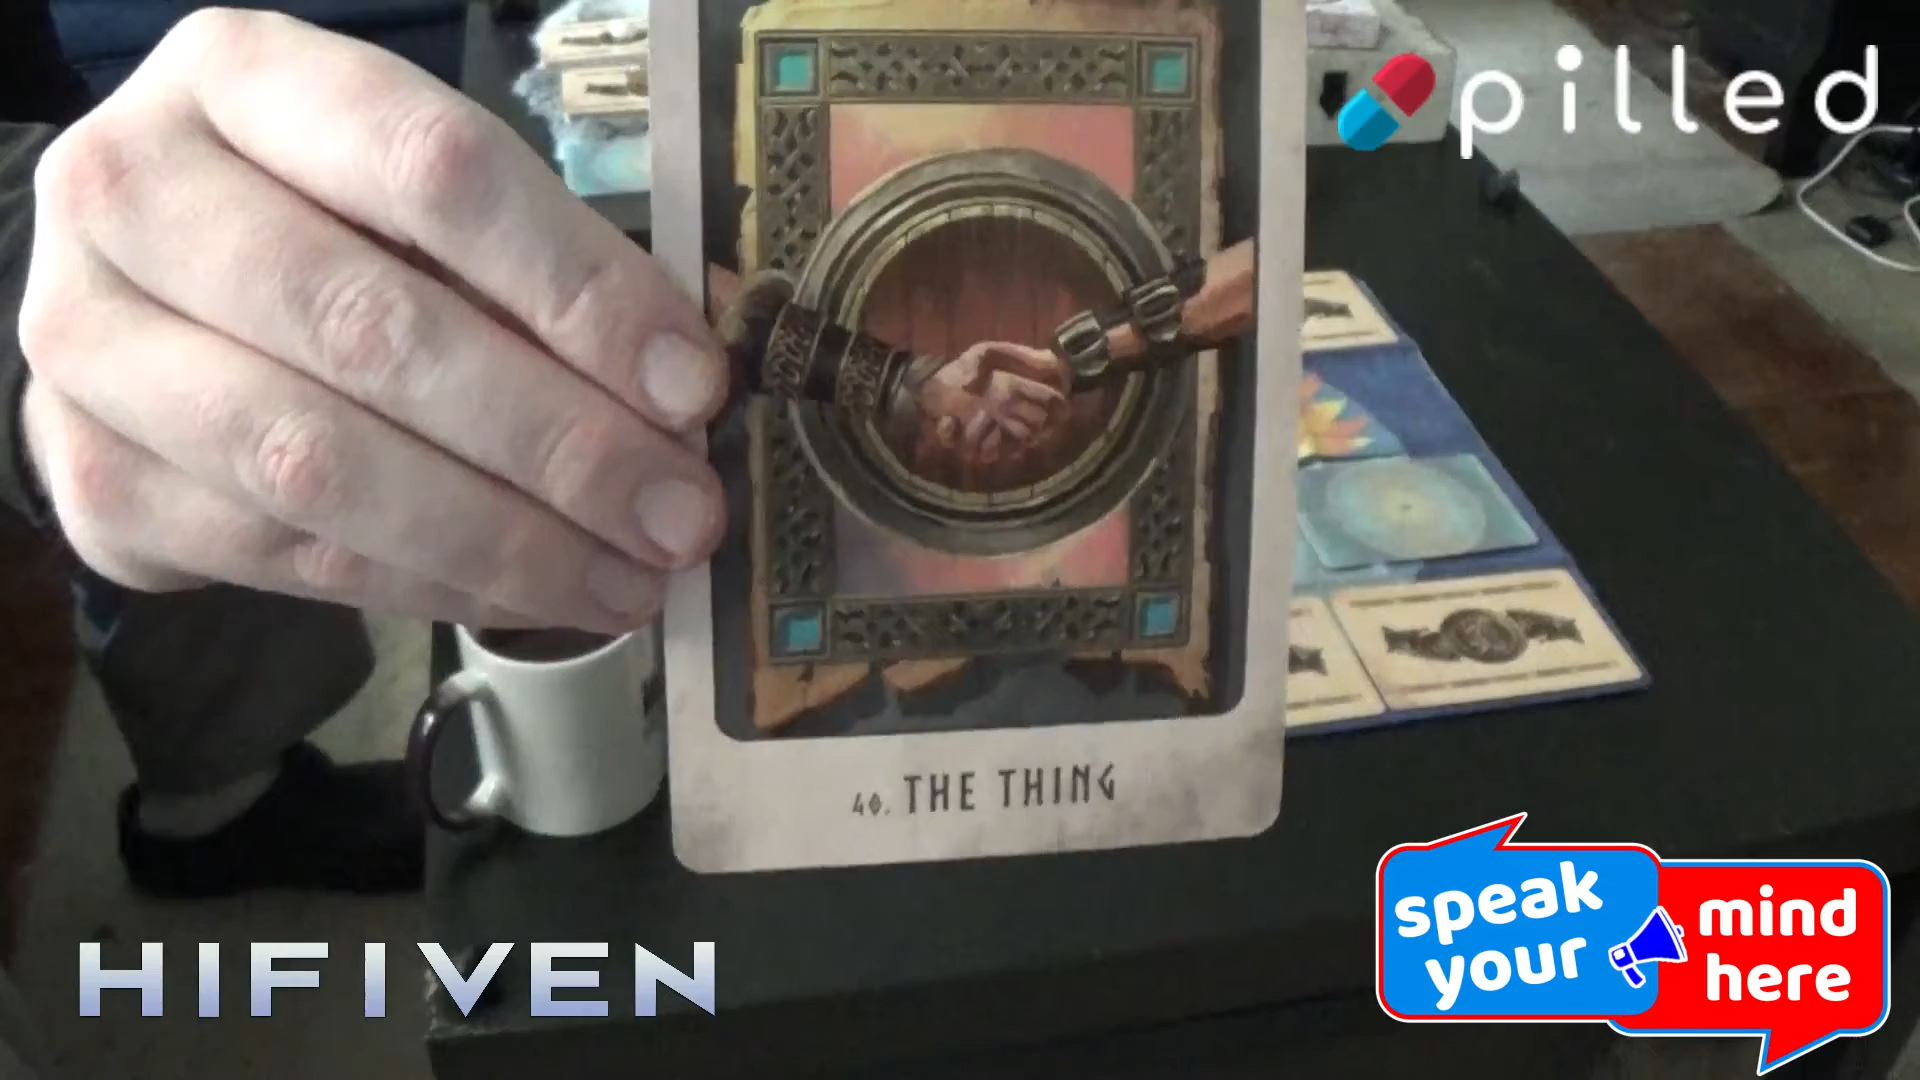 pilled
40. THE THING
speak
your
mind
here
HIFIVEN